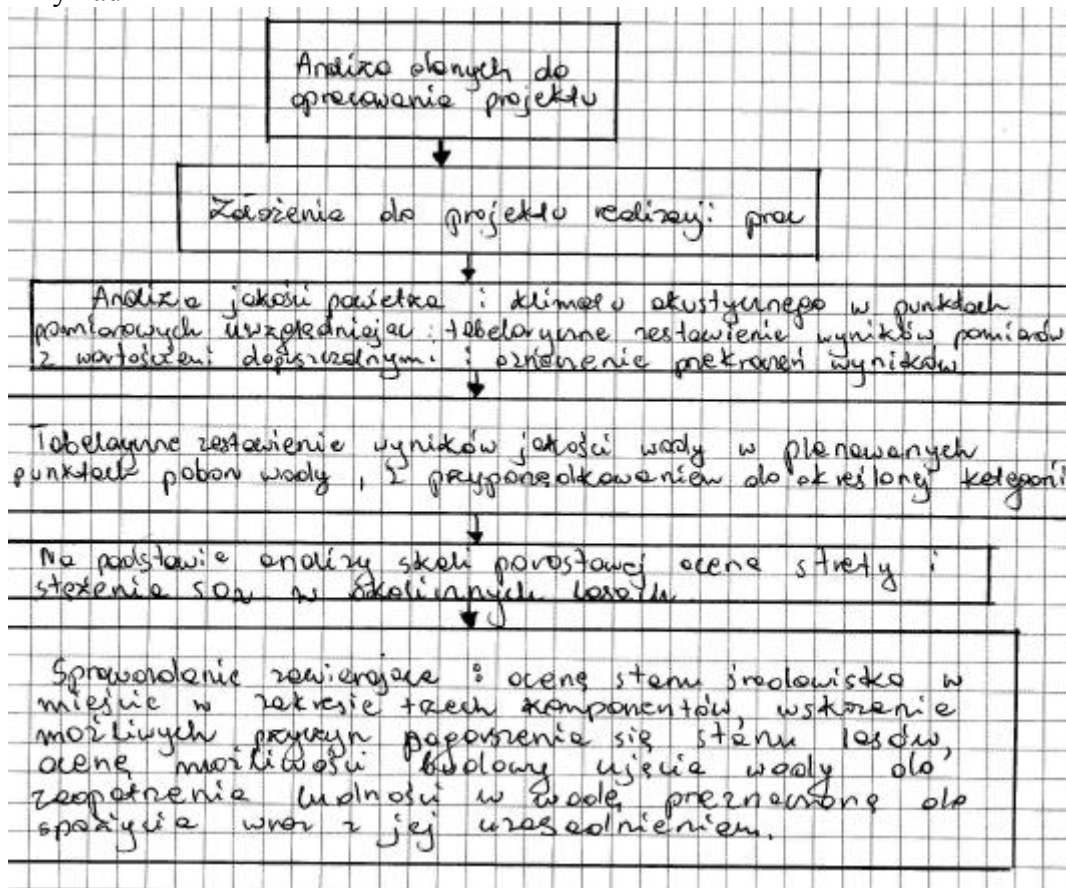 Analiza danych do
opracowania projektu
Założenia do projektu realizacji prac
Analiza jakości powietrza i klimatu akustycznego w punktach
pomiarowych uwzględniając : tabelaryczne zestawienie wyników pomiarów
z wartościami dopuszczalnymi i oznaczenie przekroczeń wyników
Tabelaryczne zestawienie wyników jakości wody w planowanych
punktach poboru wody , z przyporządkowaniem do określonej kategorii
Na podstawie analizy skali porostowej ocena strefy i
stężenia SO2 w okolicznych lasach
Sprawozdanie zawierające : ocenę stanu środowiska w
mieście w zakresie trzech komponentów, wskazanie
możliwych przyczyn pogorszenia się stanu lasów,
ocenę możliwości budowy ujęcia wody do
zaopatrzenia ludności w wodę przeznaczoną do
spożycia wraz z jej uzasadnieniem.